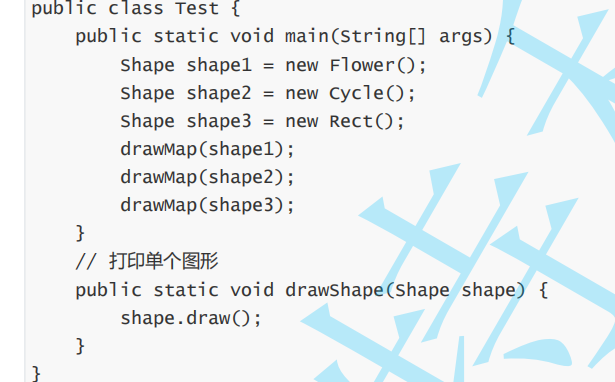 public class Test {
    public static void main(String[] args) {
        Shape shape1 = new Flower();
        Shape shape2 = new Cycle();
        Shape shape3 = new Rect();
        drawMap(shape1);
        drawMap(shape2);
        drawMap(shape3);
    }
    // 打印单个图形
    public static void drawShape(Shape shape) {
        shape.draw();
    }
}